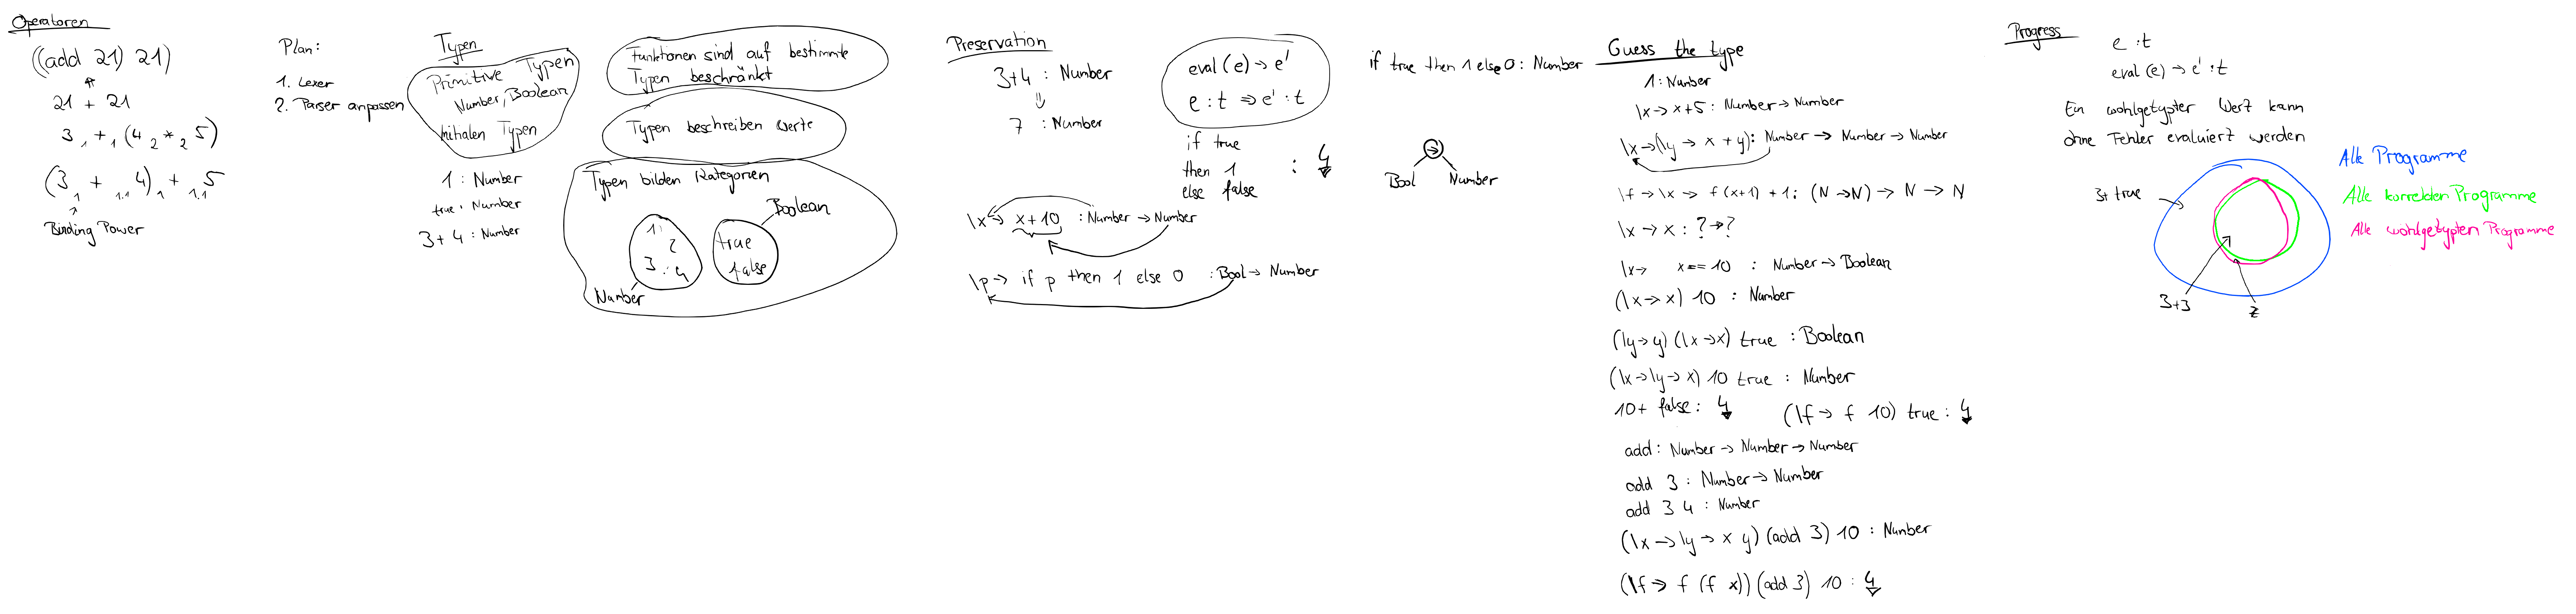 Operatoren
((add 21) 21)
21 + 21
3 1 + 1 (4 2 * 2 5)
(3 1 + 1.1 4) 1 + 1.1 5
Binding Power
Plan:
1. Lexer
2. Parser anpassen
Typen
Primitive Typen
Number, Boolean
mihalen Typen
1 : Number
true : Number
3+4 : Number
Funktionen sind auf bestimmte
Typen beschränkt
Typen beschreiben werte
Typen bilden Kategorien
Boolean
1
2
3 : 4
true
false
Number
Preservation
3+4 : Number
⇓
7 : Number
eval (e) → e'
e : t ⇒ e' : t
if true
then 1 : ↯
else false
\x → x + 10 : Number → Number
\p → if p then 1 else 0 : Bool → Number
if true then 1 else 0 : Number
→
Bool Number
Guess the type
1 : Number
\x → x + 5 : Number → Number
\x → (\y → x + y) : Number → Number → Number
\f → \x → f (x+1) + 1 : (N → N) → N → N
\x → x : ? → ?
\x → x == 10 : Number → Boolean
(\x → x) 10 : Number
(\y → y) (\x → x) true : Boolean
(\x → \y → x) 10 true : Number
10 + false : ↯ (\f → f 10) true : ↯
add : Number → Number → Number
add 3 : Number → Number
add 3 4 : Number
(\x → \y → x y) (add 3) 10 : Number
(\f → f (f x)) (add 3) 10 : ↯
Progress
e : t
eval (e) → e' : t
Ein wohlgetypter Wert kann
ohne Fehler evaluiert werden
3 + true
3+3
Alle Programme
Alle korrekten Programme
Alle wohlgetypten Programme